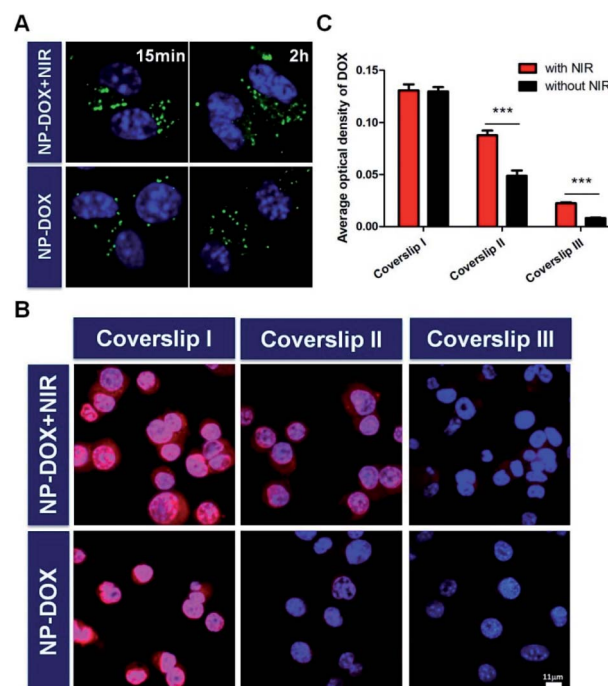 A
15min
2h
NP-DOX+NIR
NP-DOX
C
Average optical density of DOX
0.15
0.10
0.05
0.00
with NIR
without NIR
***
***
Coverslip I
Coverslip II
Coverslip III
B
Coverslip I
Coverslip II
Coverslip III
NP-DOX+NIR
NP-DOX
11μm